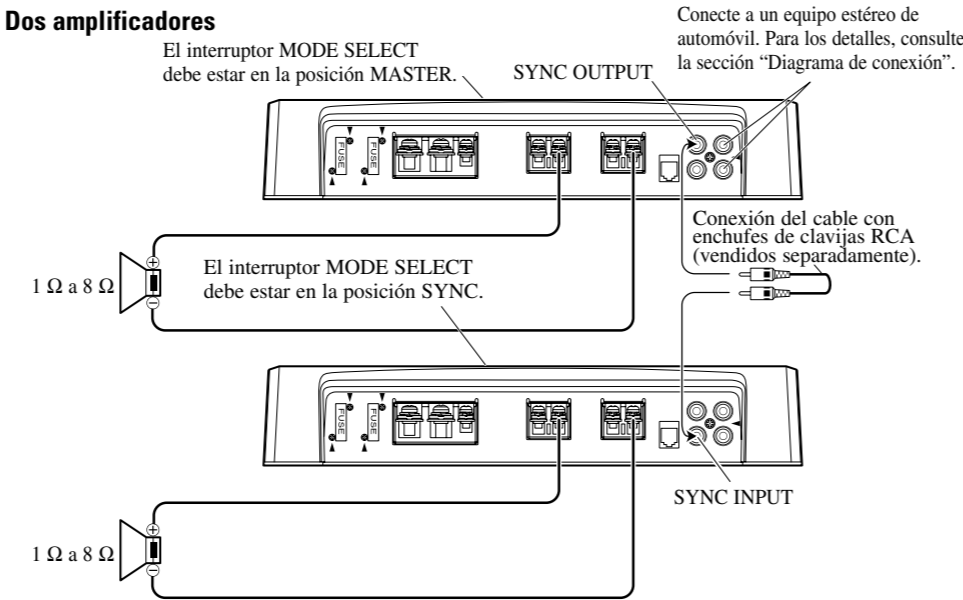 Dos amplificadores
El interruptor MODE SELECT
debe estar en la posición MASTER.
SYNC OUTPUT
Conecte a un equipo estéreo de
automóvil. Para los detalles, consulte
la sección “Diagrama de conexión”.
FUSE
FUSE
Conexión del cable con
enchufes de clavijas RCA
(vendidos separadamente).
1 Ω a 8 Ω
El interruptor MODE SELECT
debe estar en la posición SYNC.
FUSE
FUSE
SYNC INPUT
1 Ω a 8 Ω